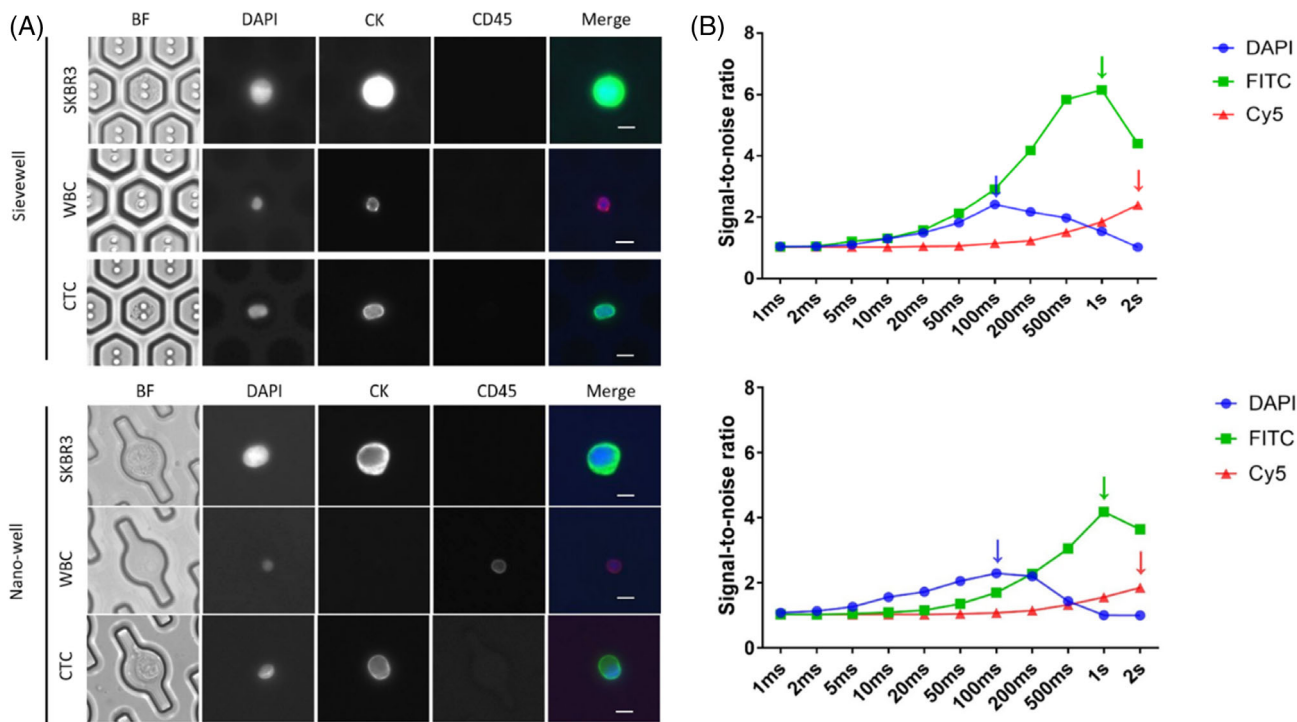 (A)
BF DAPI CK CD45 Merge
Sievewell
SKBR3
WBC
CTC
BF DAPI CK CD45 Merge
Nano-well
SKBR3
WBC
CTC
(B)
Signal-to-noise ratio
8
6
4
2
0
1ms 2ms 5ms 10ms 20ms 50ms 100ms 200ms 500ms 1s 2s
DAPI
FITC
Cy5
Signal-to-noise ratio
8
6
4
2
0
1ms 2ms 5ms 10ms 20ms 50ms 100ms 200ms 500ms 1s 2s
DAPI
FITC
Cy5